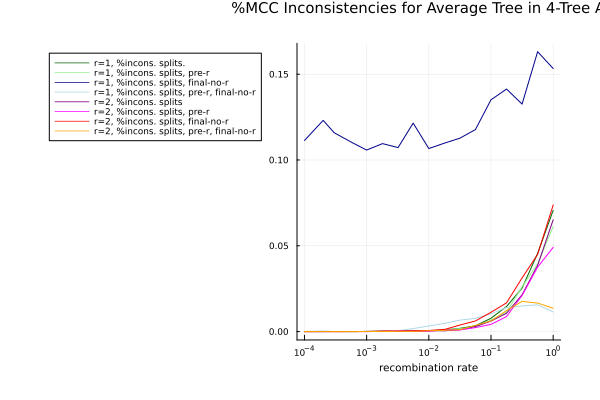 %MCC Inconsistencies for Average Tree in 4-Tree
r=1, %incons. splits.
r=1, %incons. splits, pre-r
r=1, %incons. splits, final-no-r
r=1, %incons. splits, pre-r, final-no-r
r=2, %incons. splits
r=2, %incons. splits, pre-r
r=2, %incons. splits, final-no-r
r=2, %incons. splits, pre-r, final-no-r
0.15
0.10
0.05
0.00
10⁻⁴ 10⁻³ 10⁻² 10⁻¹ 10⁰
recombination rate